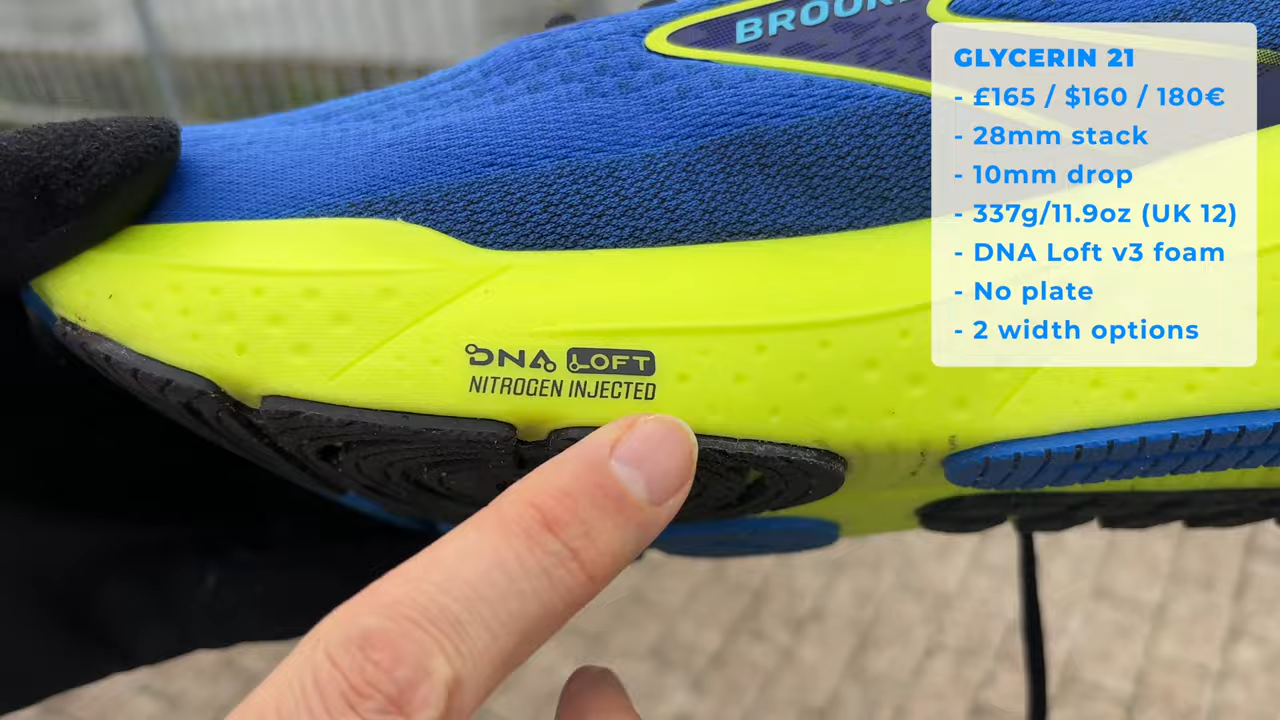 GLYCERIN 21
- £165 / $160 / 180€
- 28mm stack
- 10mm drop
- 337g/11.9oz (UK 12)
- DNA Loft v3 foam
- No plate
- 2 width options
DNA LOFT
NITROGEN INJECTED